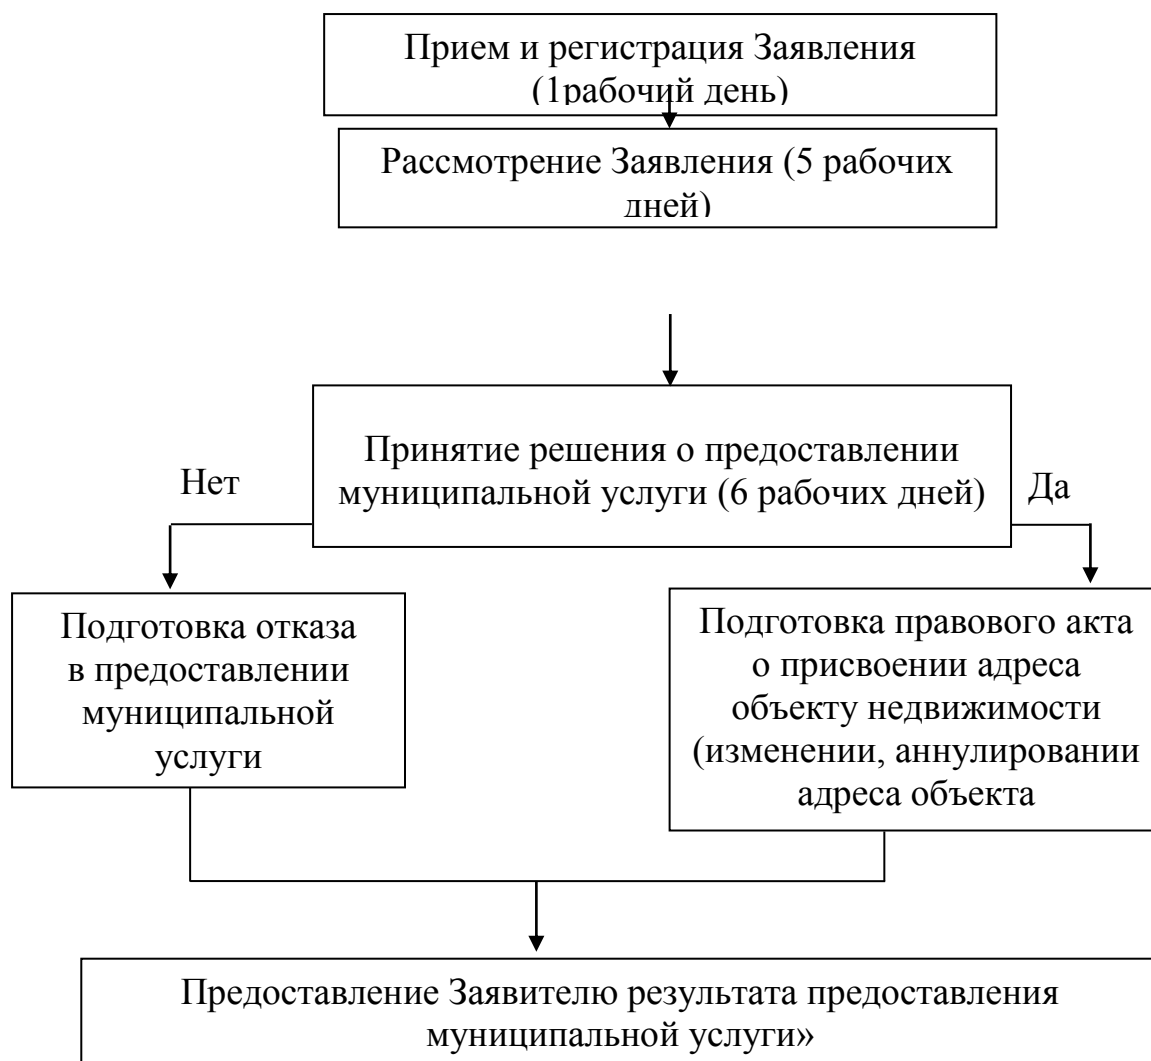 Прием и регистрация Заявления
(1рабочий день)
Рассмотрение Заявления (5 рабочих
дней)
Принятие решения о предоставлении
муниципальной услуги (6 рабочих дней)
Нет
Да
Подготовка отказа
в предоставлении
муниципальной
услуги
Подготовка правового акта
о присвоении адреса
объекту недвижимости
(изменении, аннулировании
адреса объекта
Предоставление Заявителю результата предоставления
муниципальной услуги»